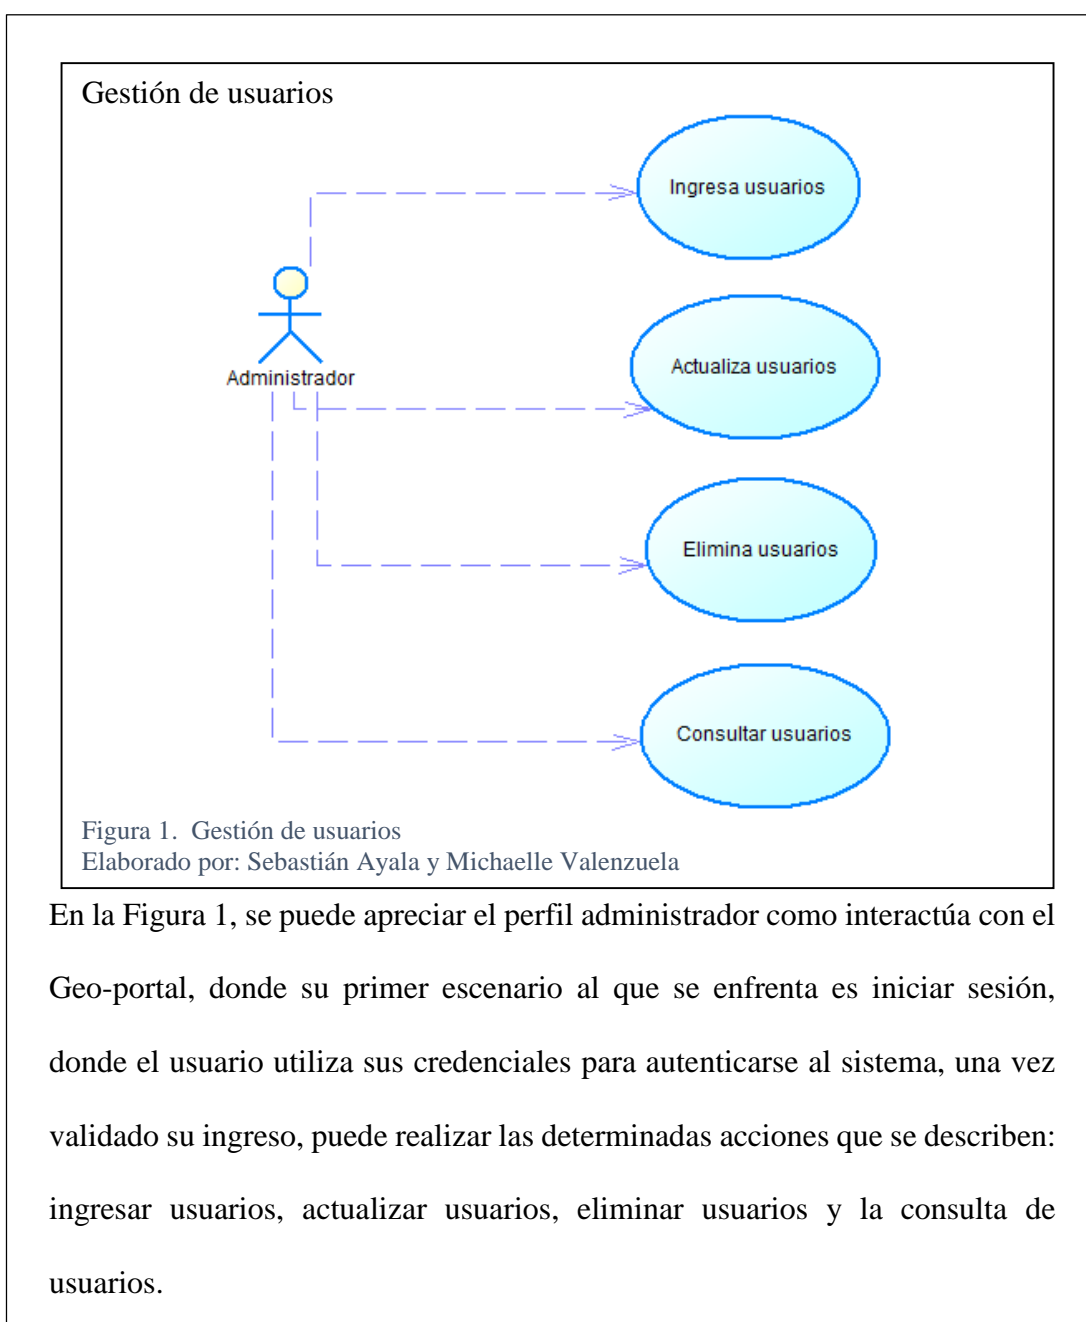 Gestión de usuarios
Ingresa usuarios
Administrador
Actualiza usuarios
Elimina usuarios
Consultar usuarios
Figura 1. Gestión de usuarios
Elaborado por: Sebastián Ayala y Michaelle Valenzuela
En la Figura 1, se puede apreciar el perfil administrador como interactúa con el
Geo-portal, donde su primer escenario al que se enfrenta es iniciar sesión,
donde el usuario utiliza sus credenciales para autenticarse al sistema, una vez
validado su ingreso, puede realizar las determinadas acciones que se describen:
ingresar usuarios, actualizar usuarios, eliminar usuarios y la consulta de
usuarios.